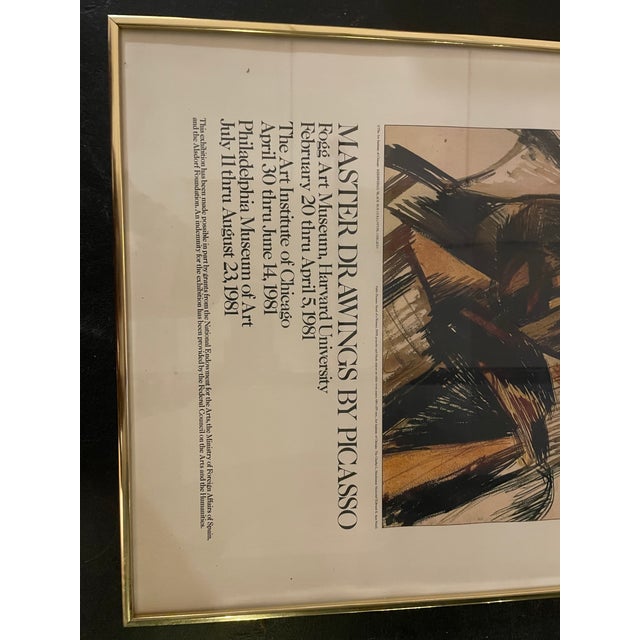 MASTER DRAWINGS BY PICASSO
Fogg Art Museum, Harvard University
February 20 thru April 5, 1981
The Art Institute of Chicago
April 30 thru June 14, 1981
Philadelphia Museum of Art
July 11 thru August 23, 1981
This exhibition has been made possible in part by grants from the National Endowment for the Arts, the Ministry of Foreign Affairs of Spain,
and the Alsdorf Foundation. An indemnity for the exhibition has been provided by the Federal Council on the Arts and the Humanities.